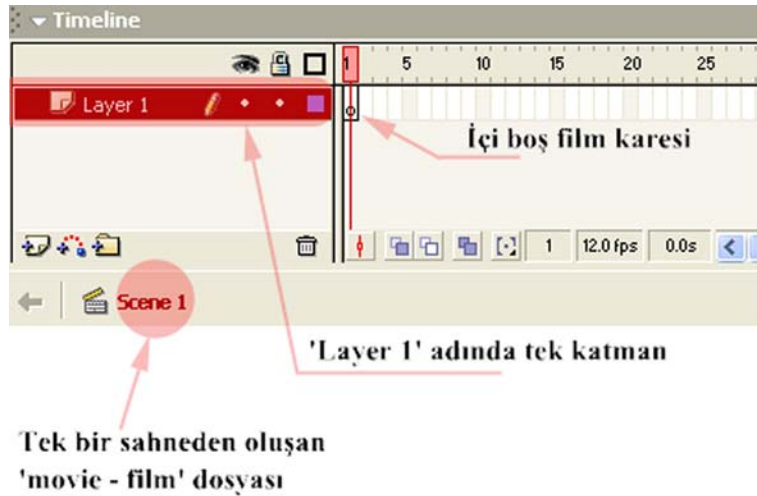 Timeline
1 5 10 15 20 25
Layer 1
İçi boş film karesi
1 12.0 fps 0.0s
Scene 1
'Layer 1' adında tek katman
Tek bir sahneden oluşan
'movie - film' dosyası